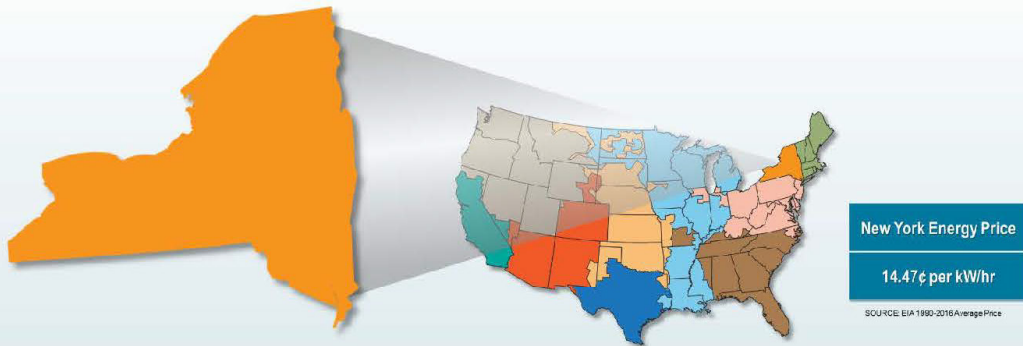 New York Energy Price
14.47¢ per kW/hr
SOURCE: EIA 1990-2016 Average Price